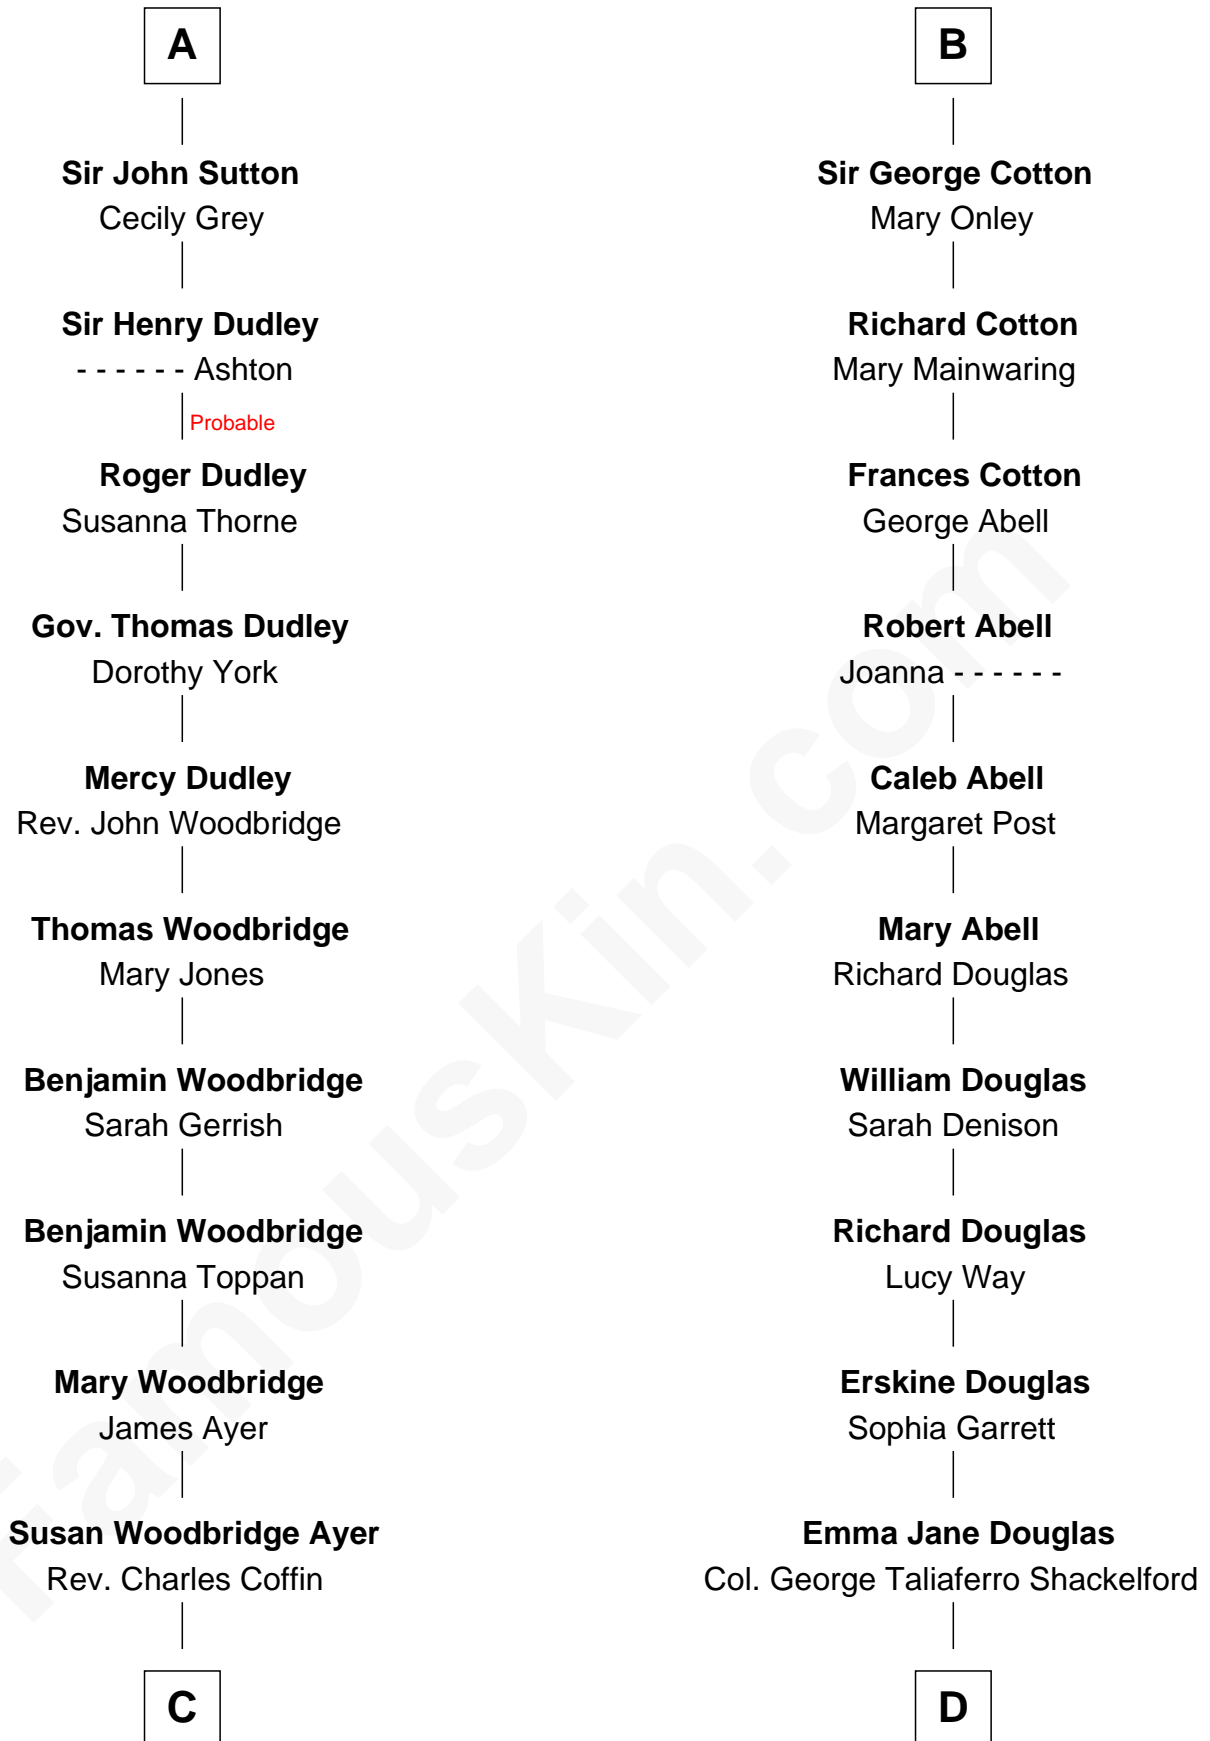 A
Sir John Sutton
Cecily Grey
Sir Henry Dudley
- - - - - - Ashton
Probable
Roger Dudley
Susanna Thorne
Gov. Thomas Dudley
Dorothy York
Mercy Dudley
Rev. John Woodbridge
Thomas Woodbridge
Mary Jones
Benjamin Woodbridge
Sarah Gerrish
Benjamin Woodbridge
Susanna Toppan
Mary Woodbridge
James Ayer
Susan Woodbridge Ayer
Rev. Charles Coffin
C
B
Sir George Cotton
Mary Onley
Richard Cotton
Mary Mainwaring
Frances Cotton
George Abell
Robert Abell
Joanna - - - - - -
Caleb Abell
Margaret Post
Mary Abell
Richard Douglas
William Douglas
Sarah Denison
Richard Douglas
Lucy Way
Erskine Douglas
Sophia Garrett
Emma Jane Douglas
Col. George Taliaferro Shackelford
D
FamousKin.com